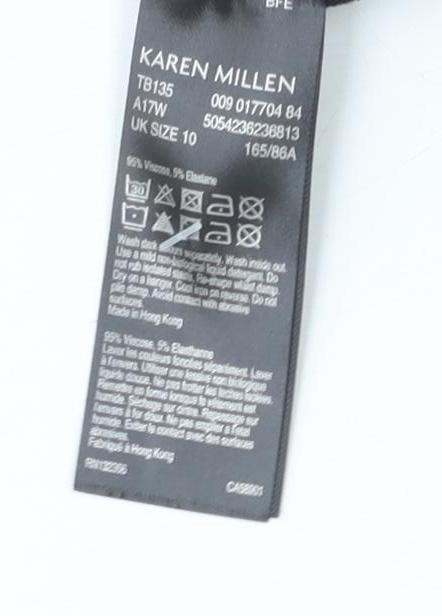 BFE
KAREN MILLEN
TB135 009 017704 84
A17W 5054236236813
UK SIZE 10 165/86A
95% Viscose, 5% Elastane
30
Wash dark separately. Wash inside out.
Use a mild non-biological liquid detergent. Do
not rub isolated Re-shape whilst damp.
Dry on a hanger. Cool iron on reverse. Do not
pile damp. Avoid contact with abrasive
surfaces.
Made in Hong Kong
95% Viscose, 5% Elasthanne
Laver les couleurs foncées séparément. Laver
à l'envers. Utiliser une lessive non biologique
liquide douce. Ne pas frotter les taches isolées.
Remettre en forme lorsque le vêtement est
humide. Séchage sur cintre. Repassage sur
l'envers à fer doux. Ne pas empiler à l'état
humide. Eviter le contact avec des surfaces
abrasives.
Fabriqué à Hong Kong
CA58901